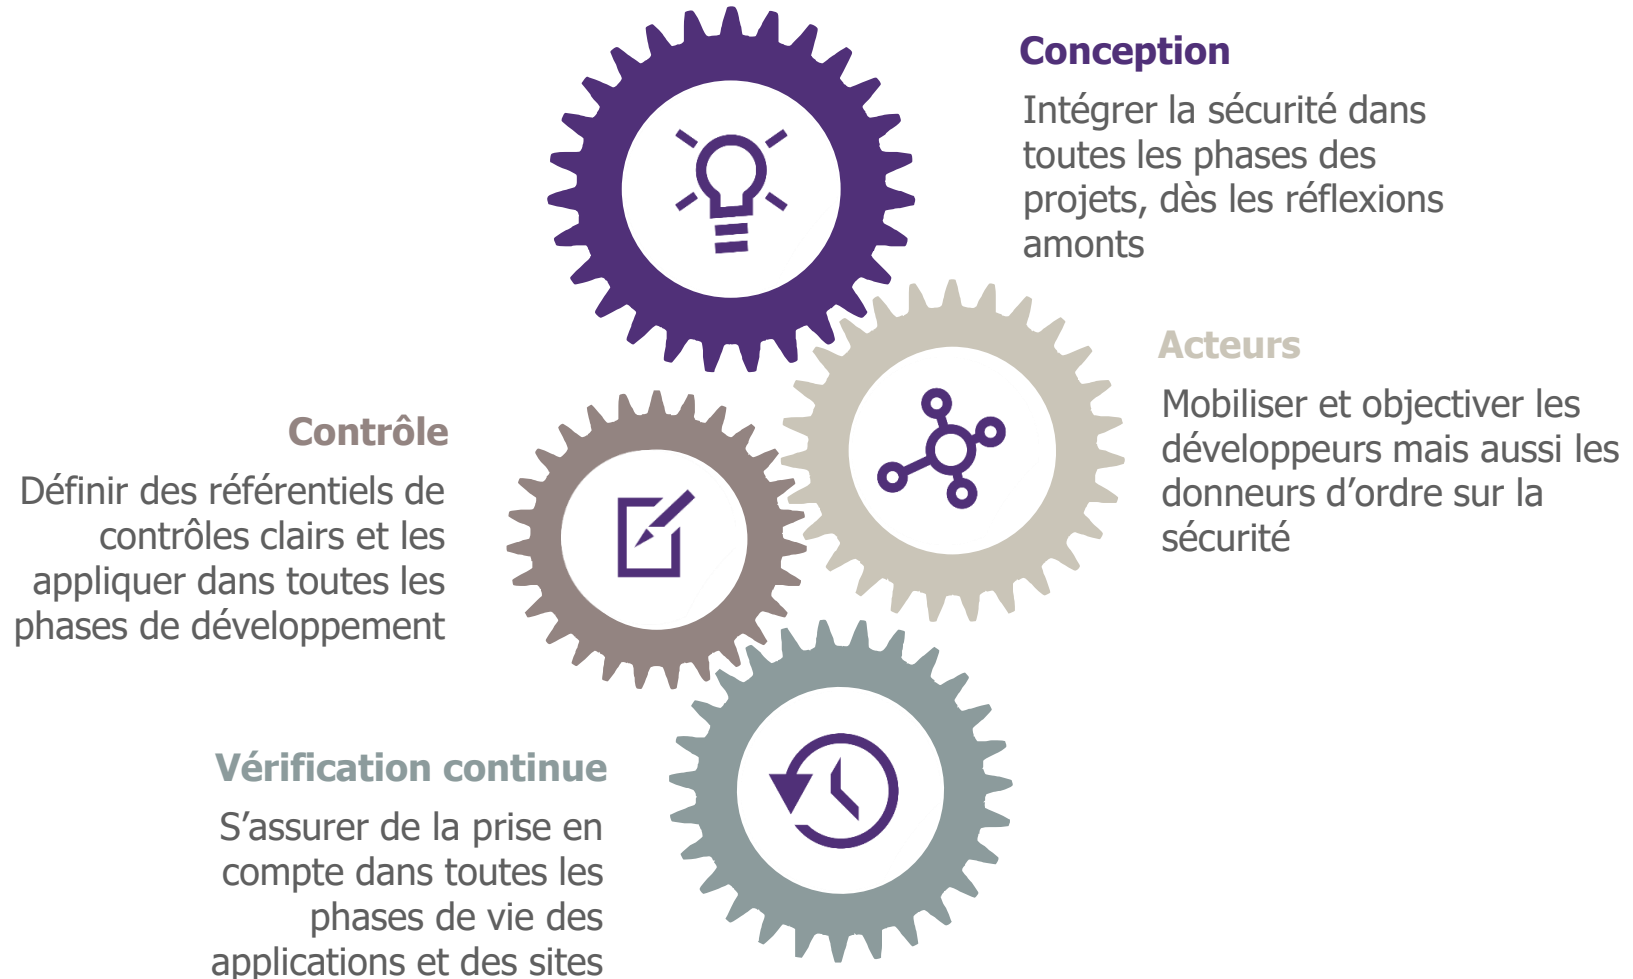 Conception
Intégrer la sécurité dans
toutes les phases des
projets, dès les réflexions
amonts
Acteurs
Mobiliser et objectiver les
développeurs mais aussi les
donneurs d’ordre sur la
sécurité
Contrôle
Définir des référentiels de
contrôles clairs et les
appliquer dans toutes les
phases de développement
Vérification continue
S’assurer de la prise en
compte dans toutes les
phases de vie des
applications et des sites